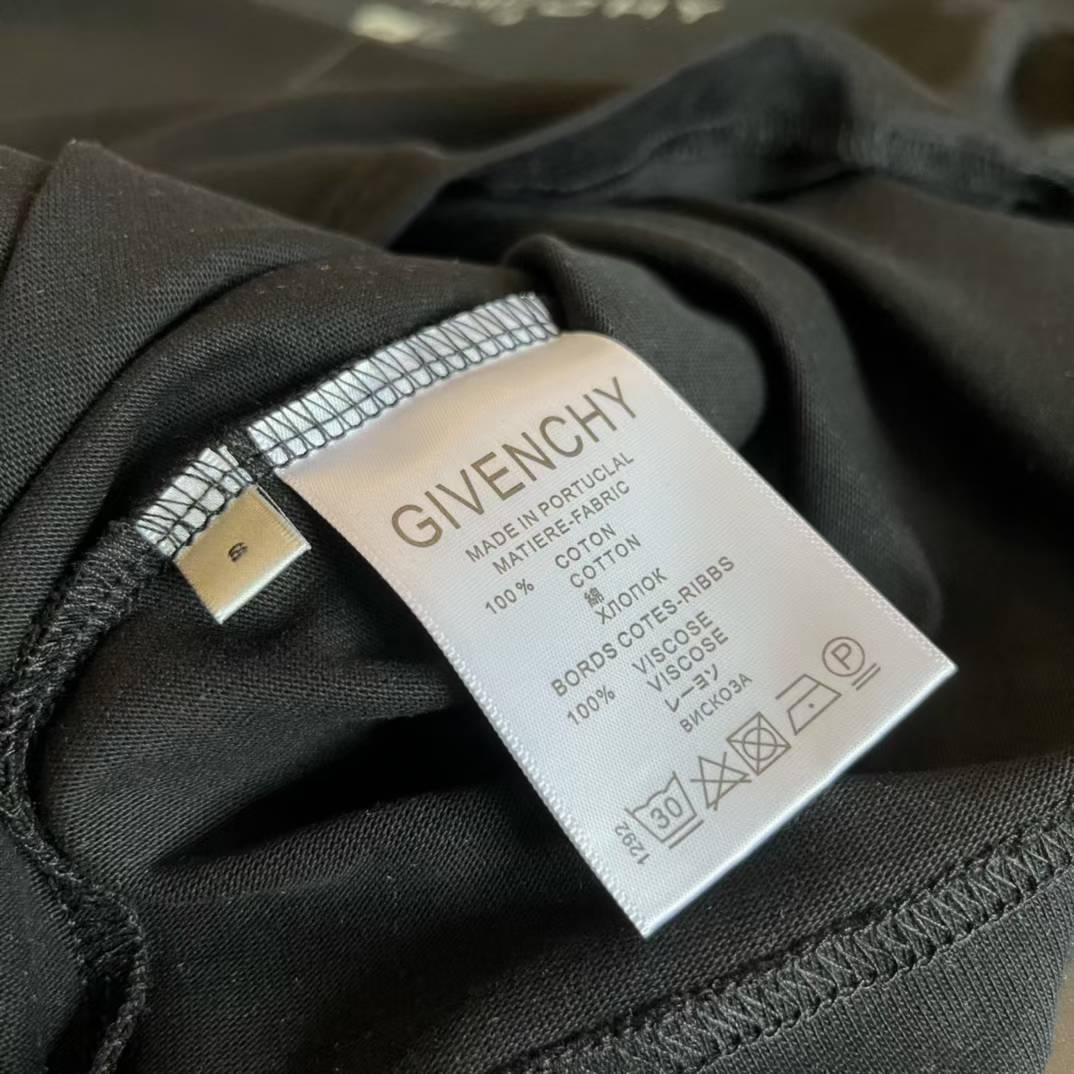 GIVENCHY
MADE IN PORTUCLAL
MATIERE-FABRIC
100% COTON
COTTON
綿
ХЛОПОК
BORDS COTES-RIBBS
100% VISCOSE
VISCOSE
レーヨン
ВИСКОЗА
30
P
1292